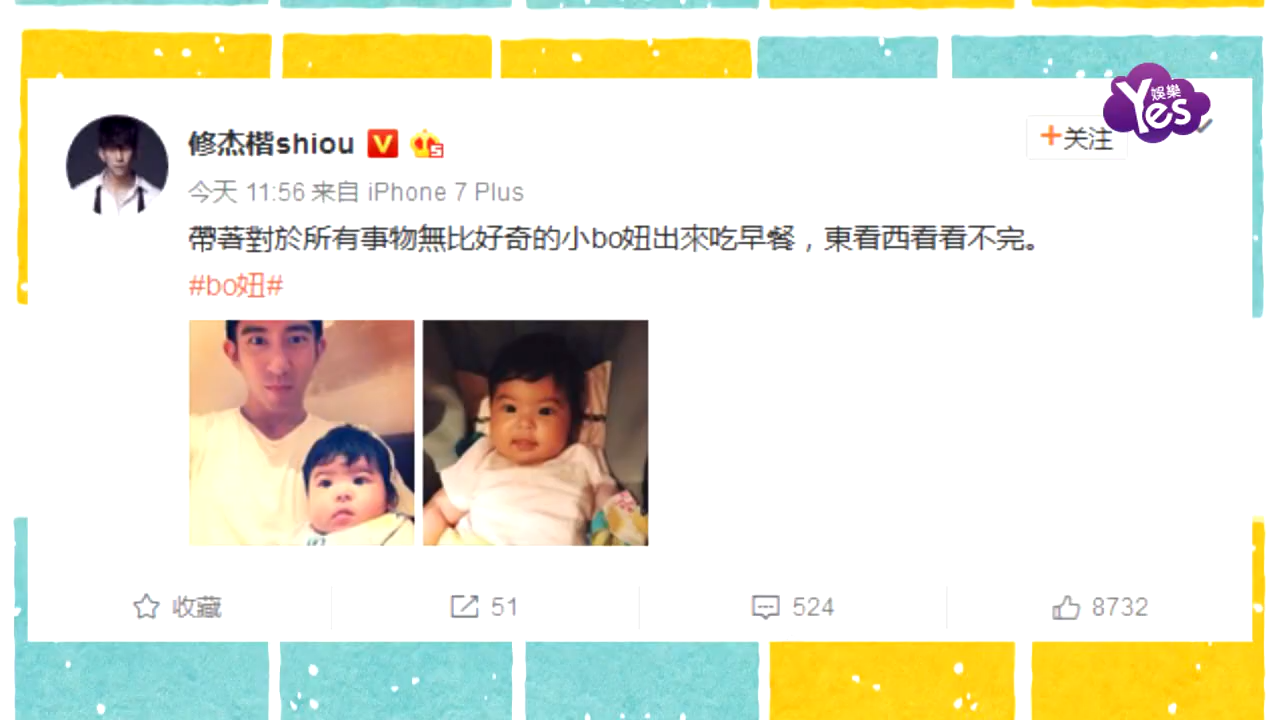 Yes 娛樂
修杰楷shiou
+关注
今天 11:56 来自 iPhone 7 Plus
帶著對於所有事物無比好奇的小bo妞出來吃早餐，東看西看看不完。
#bo妞#
收藏
51
524
8732